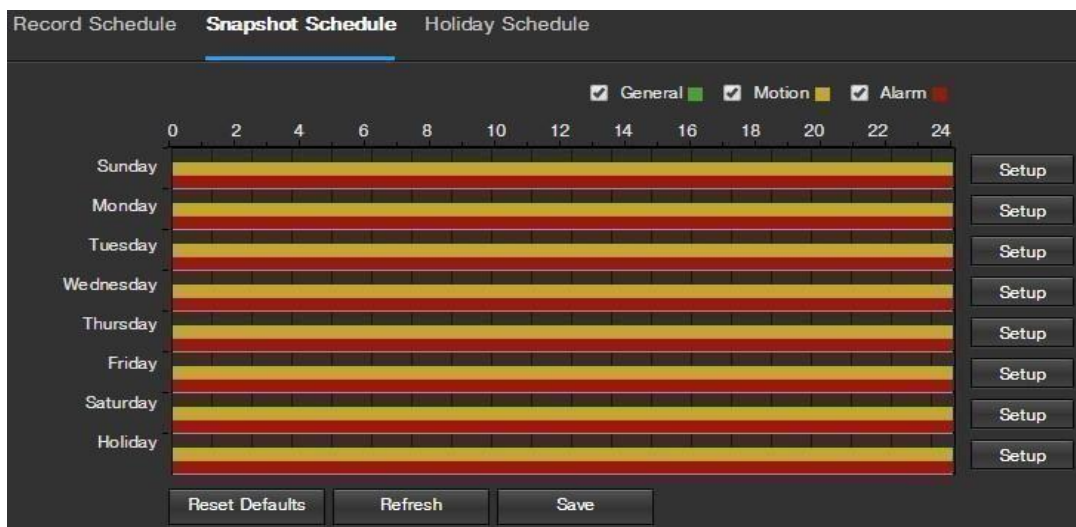 Record Schedule Snapshot Schedule Holiday Schedule
General Motion Alarm
0 2 4 6 8 10 12 14 16 18 20 22 24
Sunday Setup
Monday Setup
Tuesday Setup
Wednesday Setup
Thursday Setup
Friday Setup
Saturday Setup
Holiday Setup
Reset Defaults Refresh Save